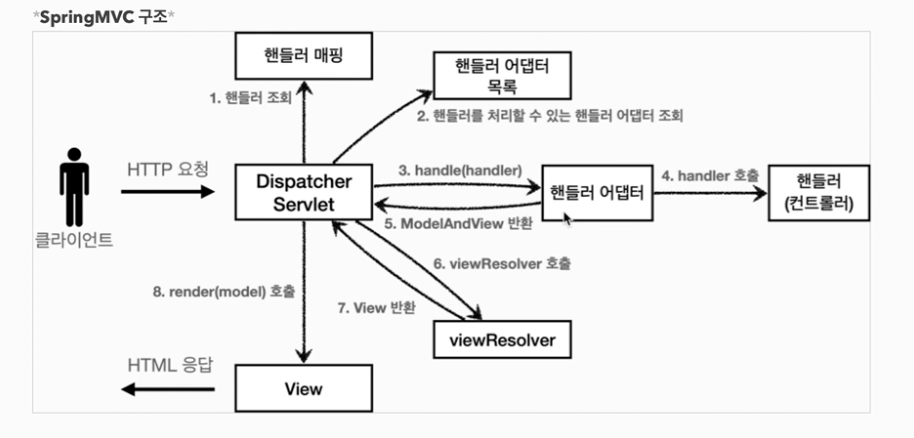 *SpringMVC 구조*
핸들러 매핑
핸들러 어댑터
목록
1. 핸들러 조회
2. 핸들러를 처리할 수 있는 핸들러 어댑터 조회
HTTP 요청
Dispatcher
Servlet
3. handle(handler)
핸들러 어댑터
4. handler 호출
핸들러
(컨트롤러)
5. ModelAndView 반환
클라이언트
6. viewResolver 호출
8. render(model) 호출
7. View 반환
viewResolver
HTML 응답
View